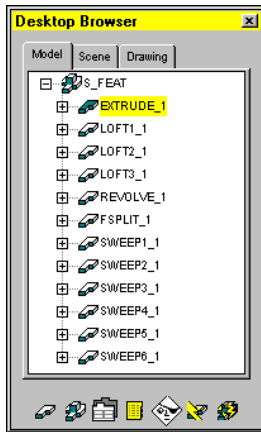 Desktop Browser
Model Scene Drawing
S_FEAT
EXTRUDE_1
LOFT1_1
LOFT2_1
LOFT3_1
REVOLVE_1
FSPLIT_1
SWEEP1_1
SWEEP2_1
SWEEP3_1
SWEEP4_1
SWEEP5_1
SWEEP6_1